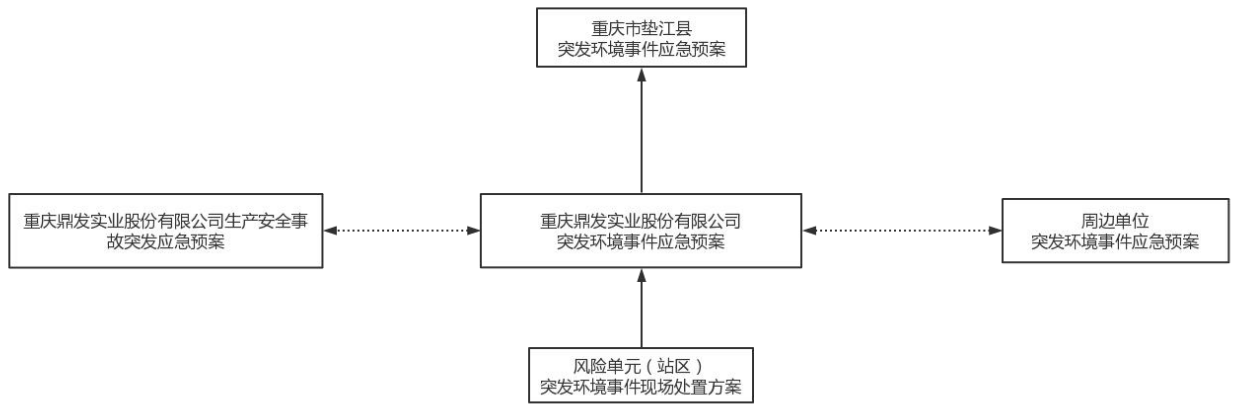 重庆市垫江县
突发环境事件应急预案
重庆鼎发实业股份有限公司生产安全事
故突发应急预案
重庆鼎发实业股份有限公司
突发环境事件应急预案
周边单位
突发环境事件应急预案
风险单元（站区）
突发环境事件现场处置方案